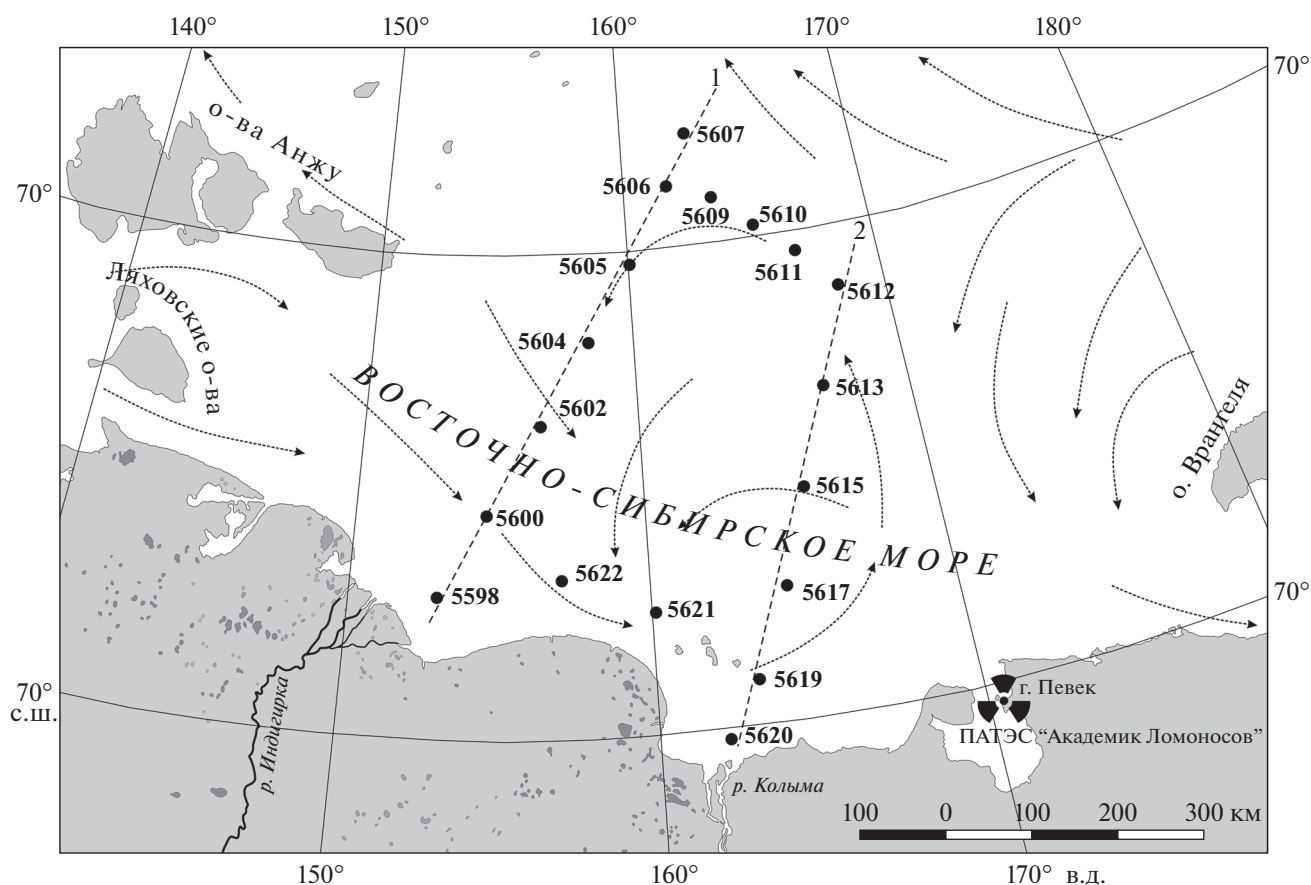 140°
150°
160°
170°
180°
70°
1
о-ва Анжу
5607
5606
5609
5610
70°
2
5605
5611
5612
Ляховские о-ва
5604
5613
5602
о. Врангеля
ВОСТОЧНО-СИБИРСКОЕ МОРЕ
5615
5600
5622
5617
5598
5621
70°
5619
70°
с.ш.
г. Певек
р. Индигирка
5620
ПАТЭС “Академик Ломоносов”
р. Колыма
100 0 100 200 300 км
150°
160°
170° в.д.